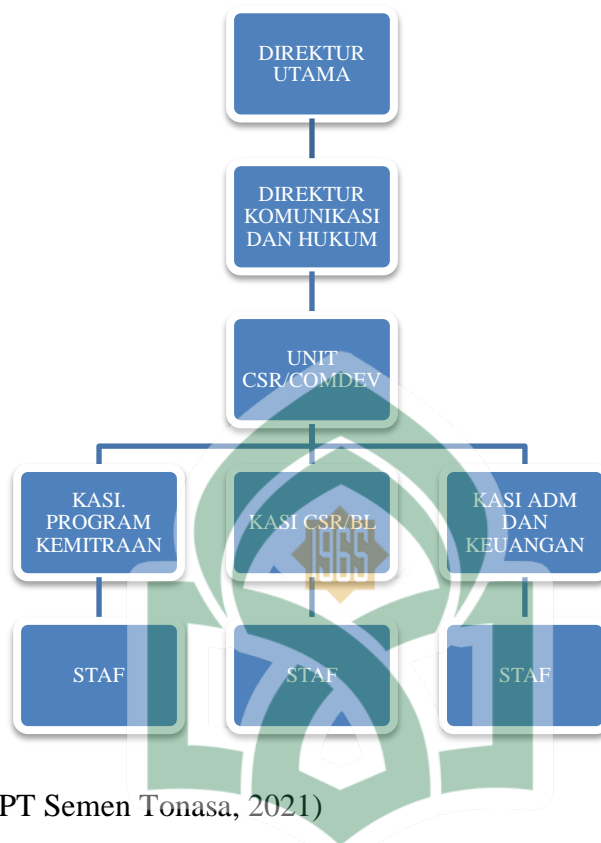 DIREKTUR
UTAMA
DIREKTUR
KOMUNIKASI
DAN HUKUM
UNIT
CSR/COMDEV
KASI.
PROGRAM
KEMITRAAN
KASI CSR/BL
KASI ADM
DAN
KEUANGAN
1965
STAF
STAF
STAF
PT Semen Tonasa, 2021)